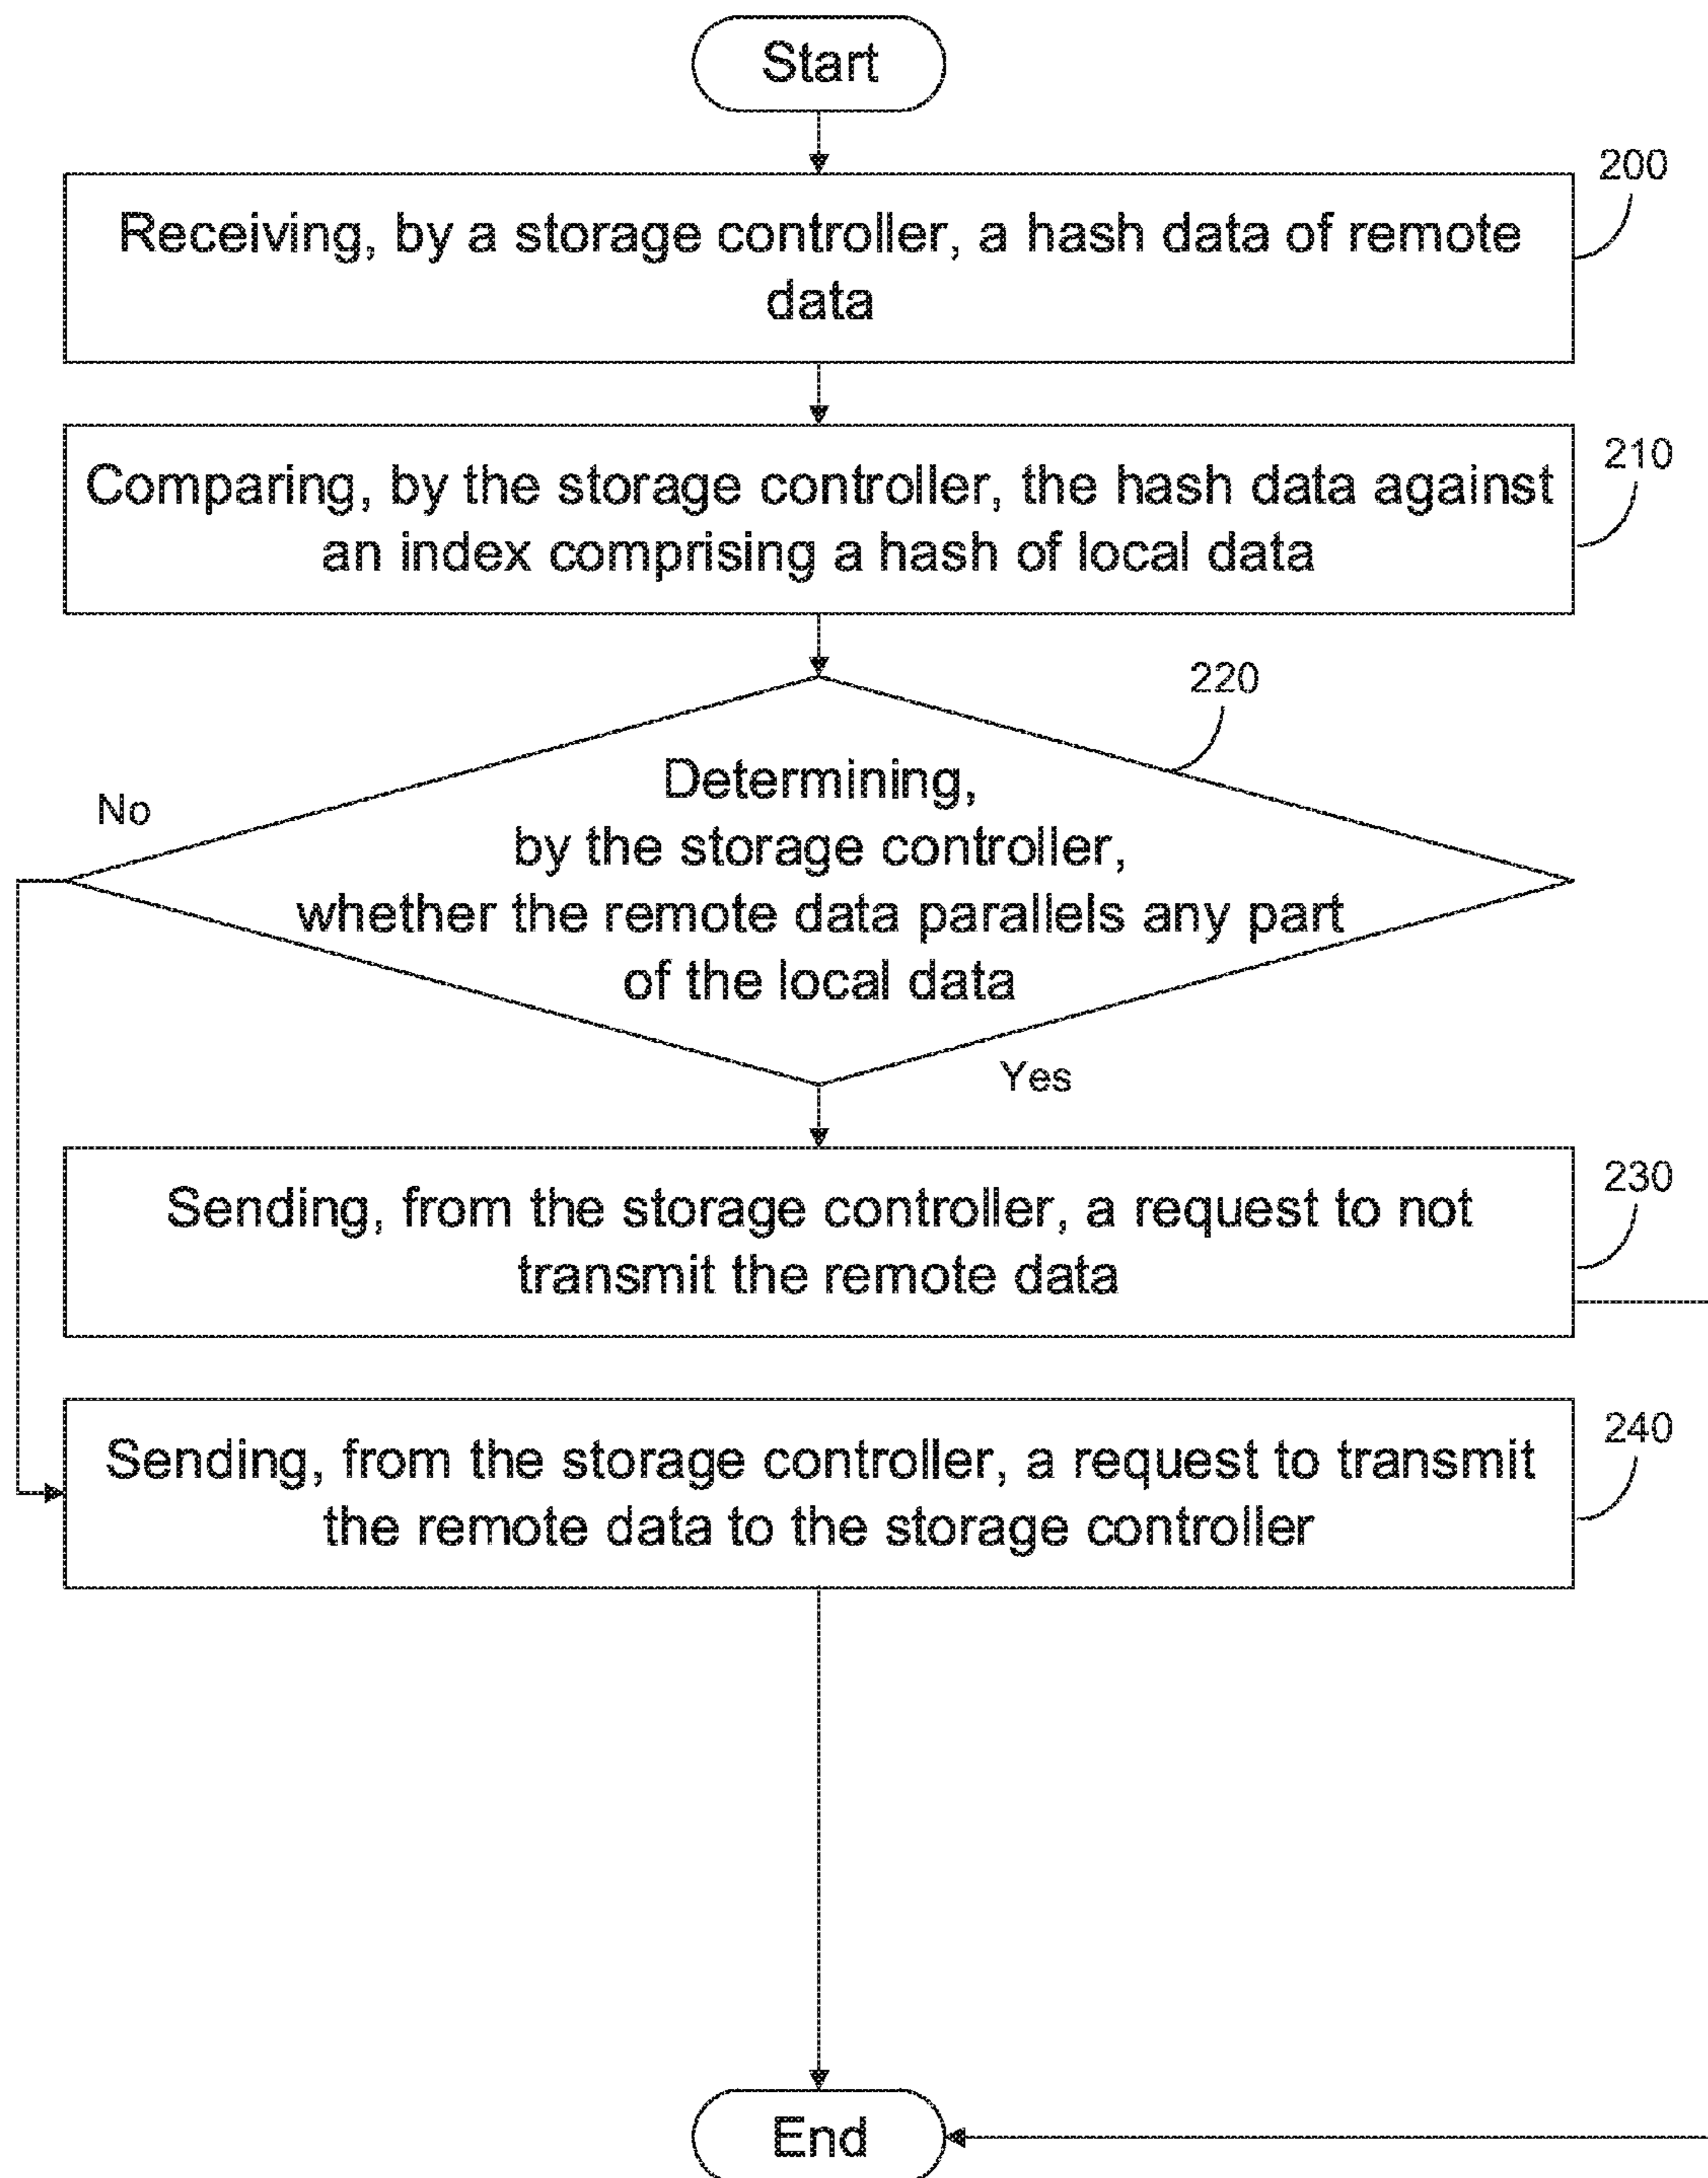 Start
200
Receiving, by a storage controller, a hash data of remote
data
210
Comparing, by the storage controller, the hash data against
an index comprising a hash of local data
220
No
Determining,
by the storage controller,
whether the remote data parallels any part
of the local data
Yes
230
Sending, from the storage controller, a request to not
transmit the remote data
240
Sending, from the storage controller, a request to transmit
the remote data to the storage controller
End